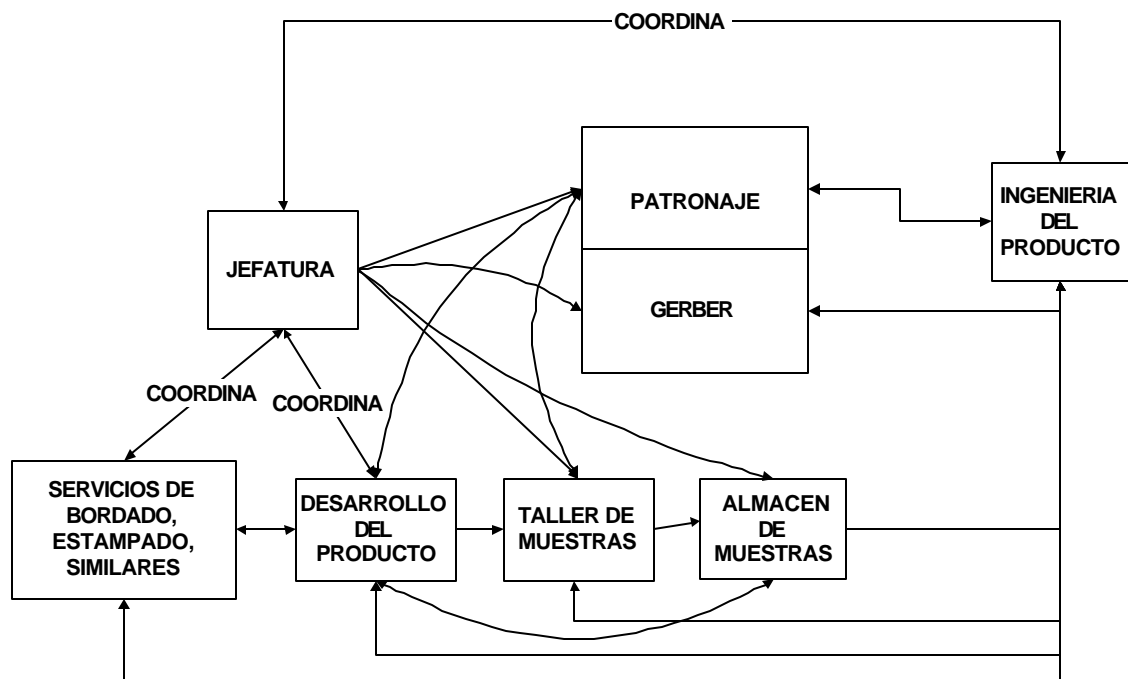 COORDINA
PATRONAJE
INGENIERIA
DEL
PRODUCTO
JEFATURA
GERBER
COORDINA
COORDINA
SERVICIOS DE
BORDADO,
ESTAMPADO,
SIMILARES
DESARROLLO
DEL
PRODUCTO
TALLER DE
MUESTRAS
ALMACEN
DE
MUESTRAS